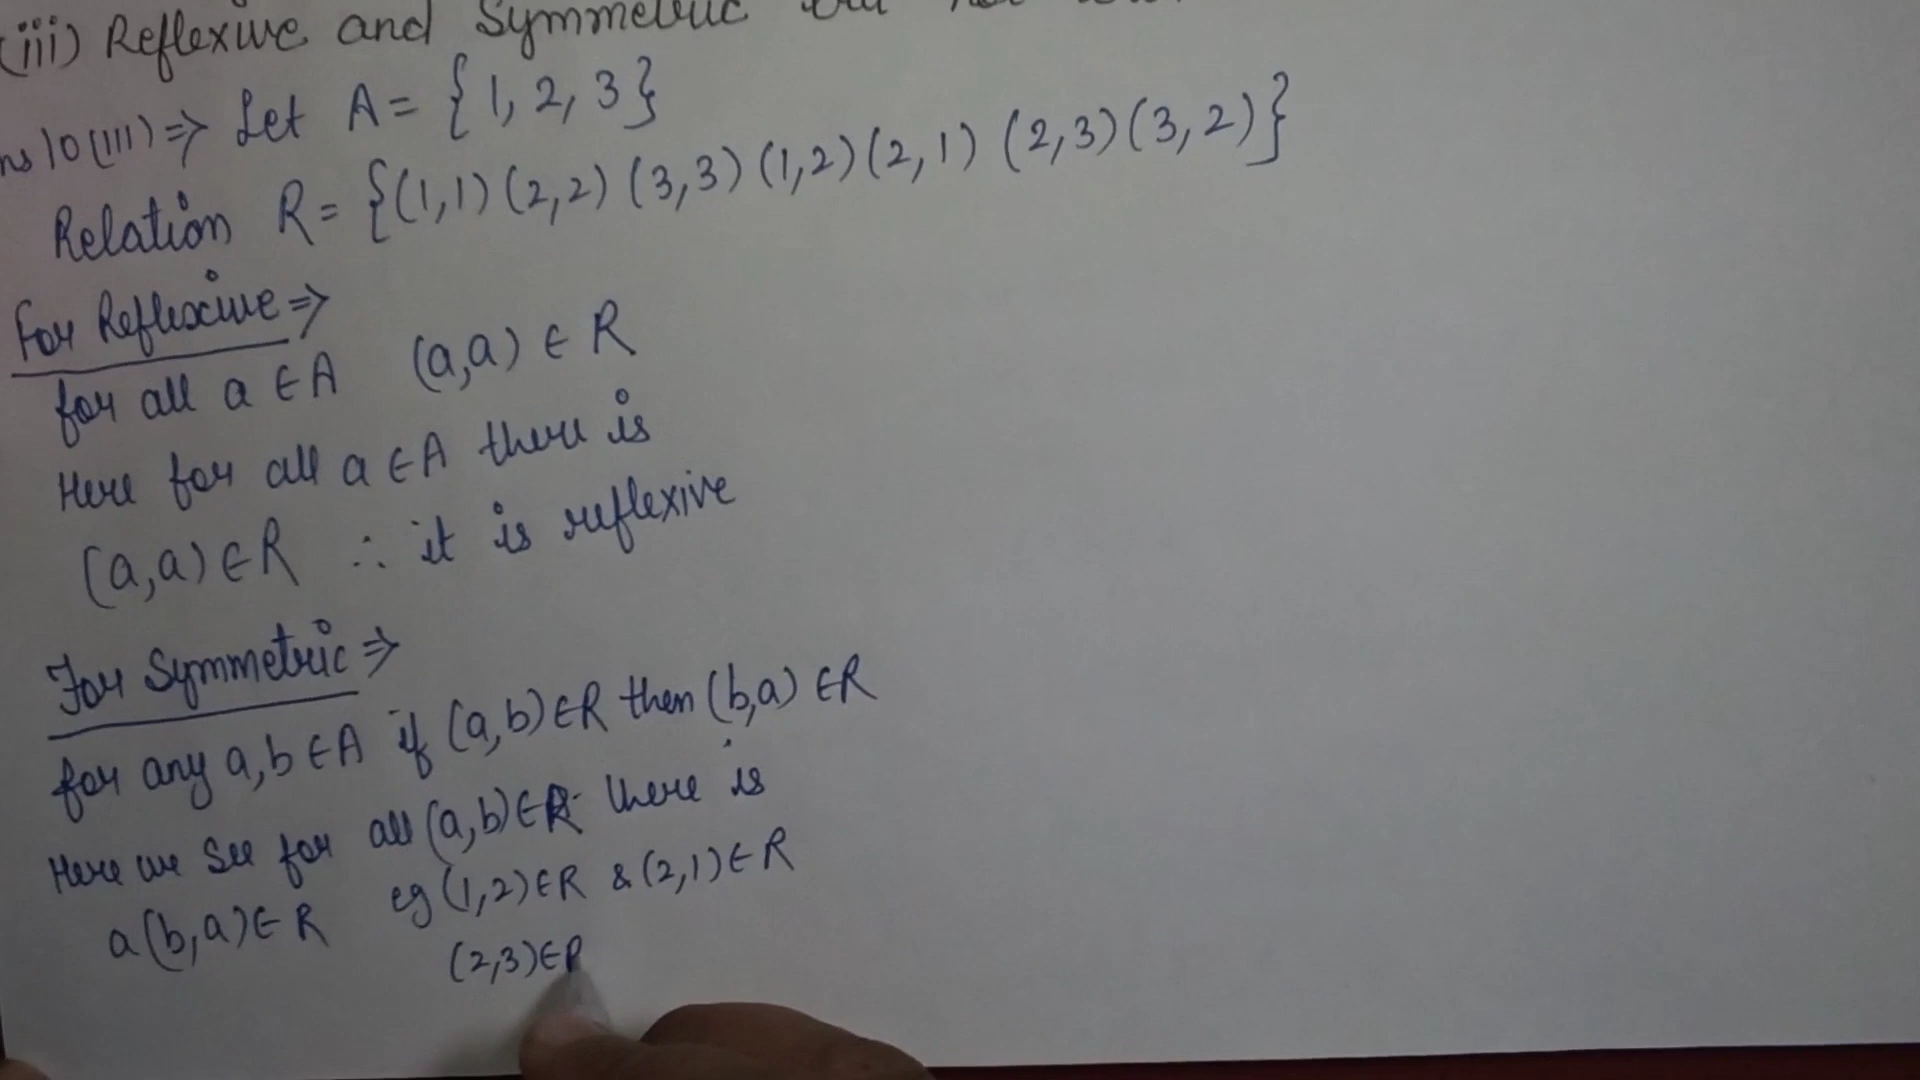 (iii) Reflexive and Symmetric but not
ns 10(111) ⇒ Let A = {1, 2, 3}
Relation R = {(1,1) (2,2) (3,3) (1,2) (2,1) (2,3) (3,2)}
For Reflexive ⇒
for all a ∈ A (a,a) ∈ R
Here for all a ∈ A there is
(a,a) ∈ R ∴ it is reflexive
For Symmetric ⇒
for any a,b ∈ A if (a,b) ∈ R then (b,a) ∈ R
Here we See for all (a,b) ∈ R there is
a (b,a) ∈ R eg (1,2) ∈ R & (2,1) ∈ R
(2,3) ∈ R